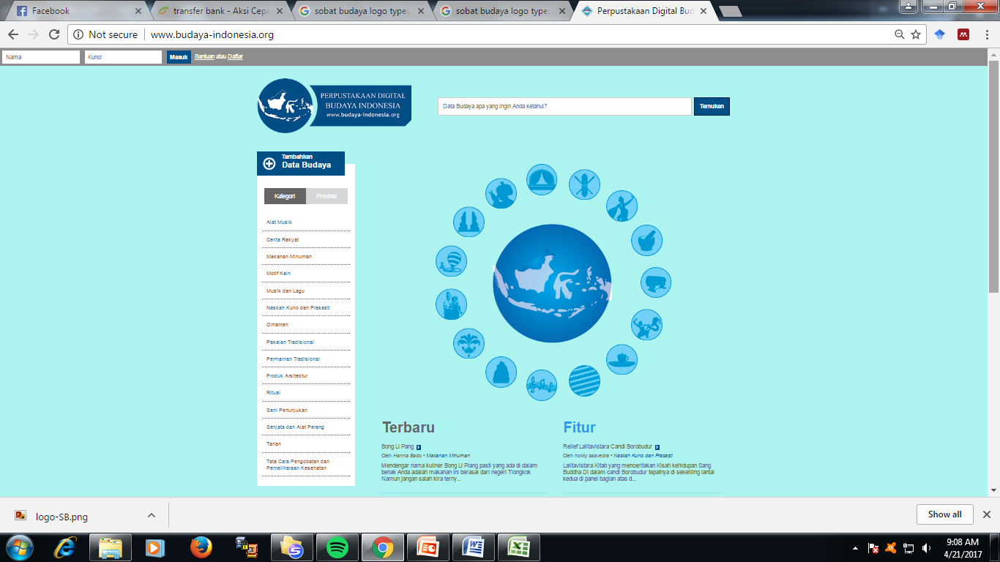 Facebook
transfer bank - Aksi Cepa
sobat budaya logo type:
sobat budaya logo type:
Perpustakaan Digital Bud
Not secure
www.budaya-indonesia.org
Nama
Kunci
Masuk
Bantuan atau Daftar
PERPUSTAKAAN DIGITAL
BUDAYA INDONESIA
www.budaya-indonesia.org
Data Budaya apa yang ingin Anda ketahui?
Temukan
Tambahkan
Data Budaya
Kategori
Provinsi
Alat Musik
Cerita Rakyat
Makanan Minuman
Motif Kain
Musik dan Lagu
Naskah Kuno dan Prasasti
Ornamen
Pakaian Tradisional
Permainan Tradisional
Produk Arsitektur
Ritual
Seni Pertunjukan
Senjata dan Alat Perang
Tarian
Tata Cara Pengobatan dan
Pemeliharaan Kesehatan
Terbaru
Bong Li Pang
Oleh Hanna Bado • Makanan Minuman
Mendengar nama kuliner Bong Li Piang pasti yang ada di dalam
benak Anda adalah makanan ini berasal dari negeri Tiongkok
Namun jangan salah kira terny...
Fitur
Relief Lalitavistara Candi Borobudur
Oleh hokky saavedra • Naskah Kuno dan Prasasti
Lalitavistara Kitab yang menceritakan Kisah kehidupan Sang
Buddha Di dalam candi Borobudur tepatnya di sekeliling lantai
kedua di panel bagian atas d...
logo-SB.png
Show all
9:08 AM
4/21/2017